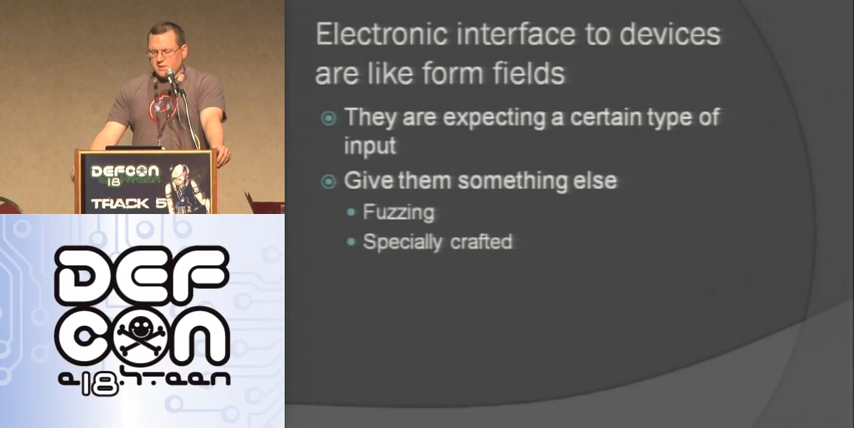 Electronic interface to devices
are like form fields
They are expecting a certain type of
input
Give them something else
Fuzzing
Specially crafted
DEFCON
18
TRACK 5
DEF
CON
e18hteen